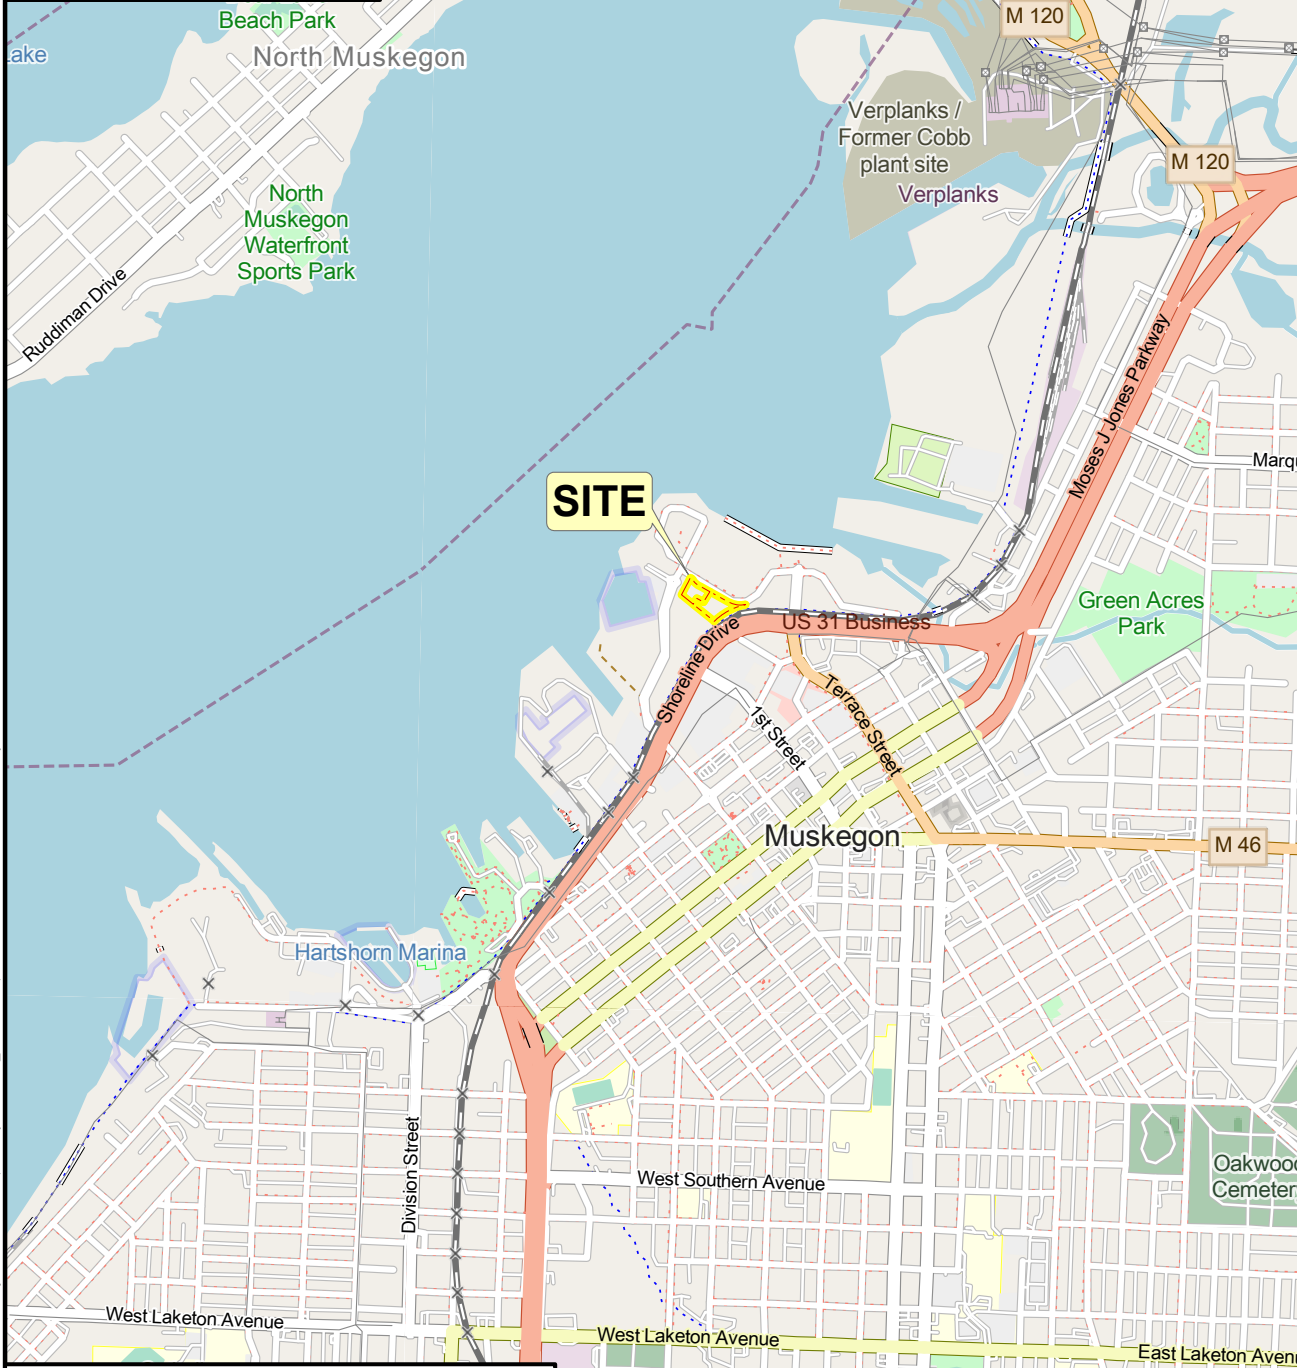 Beach Park
North Muskegon
Lake
M 120
Verplanks /
Former Cobb
plant site
Verplanks
M 120
North
Muskegon
Waterfront
Sports Park
Ruddiman Drive
Moses J Jones Parkway
Marqu
SITE
Green Acres
Park
US 31 Business
Shoreline Drive
Terrace Street
1st Street
Muskegon
M 46
Hartshorn Marina
Division Street
West Southern Avenue
Oakwood
Cemeter
West Laketon Avenue
West Laketon Avenue
East Laketon Avenu